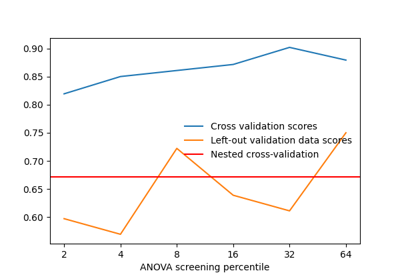 0.90
0.85
0.80
0.75
0.70
0.65
0.60
Cross validation scores
Left-out validation data scores
Nested cross-validation
2 4 8 16 32 64
ANOVA screening percentile